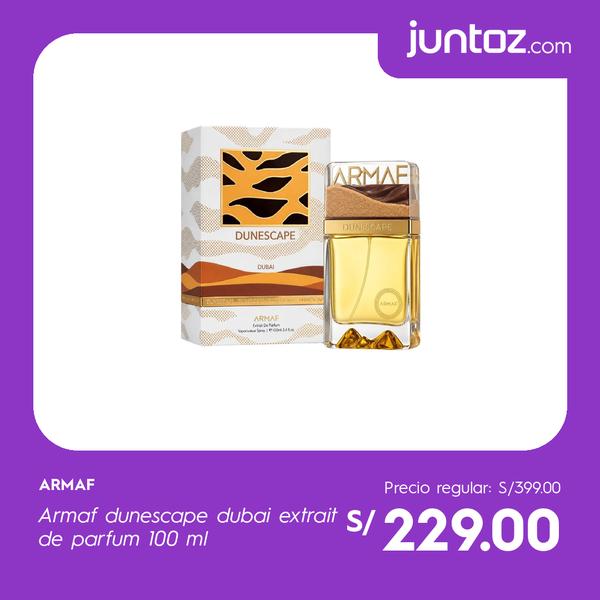 juntoz.com
DUNESCAPE
DUBAI
ARMAF
Extrait De Parfum
ARMAF
DUNESCAPE
ARMAF
ARMAF
Armaf dunescape dubai extrait
de parfum 100 ml
Precio regular: S/399.00
S/ 229.00